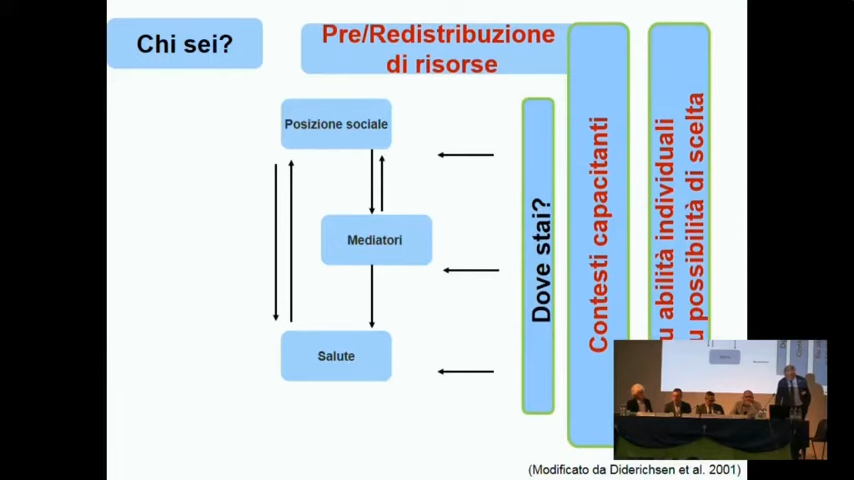 Chi sei?
Pre/Redistribuzione
di risorse
Posizione sociale
Mediatori
Salute
Dove stai?
Contesti capacitanti
abilità individuali
possibilità di scelta
(Modificato da Diderichsen et al. 2001)